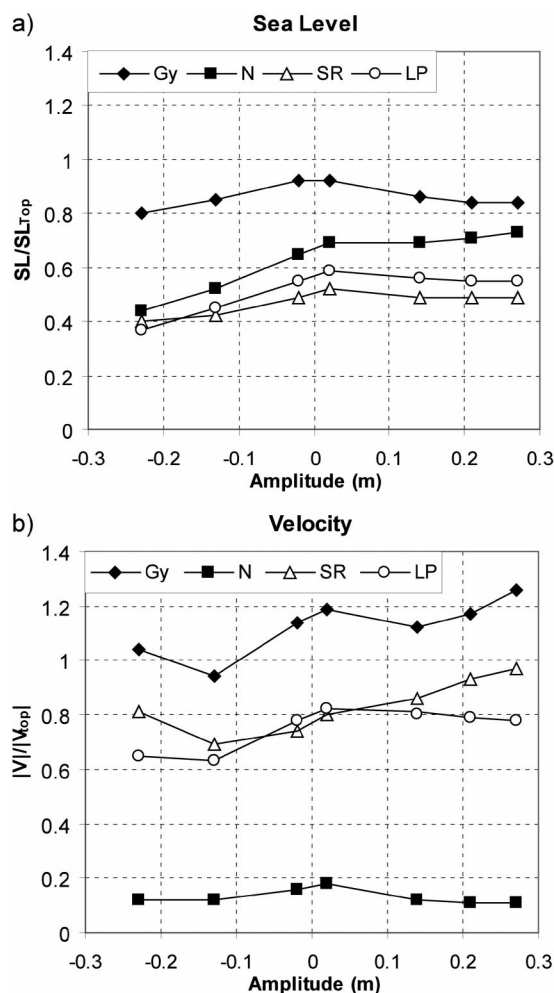 a)
Sea Level
1.4
Gy N SR LP
1.2
1
0.8
0.6
0.4
0.2
0
SL/SLTop
-0.3 -0.2 -0.1 0 0.1 0.2 0.3
Amplitude (m)
b)
Velocity
1.4
Gy N SR LP
1.2
1
0.8
0.6
0.4
0.2
0
|V|/|Vtop|
-0.3 -0.2 -0.1 0 0.1 0.2 0.3
Amplitude (m)